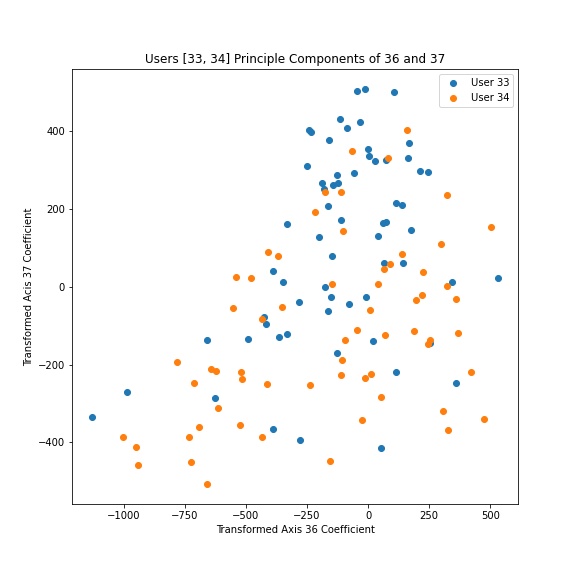 Users [33, 34] Principle Components of 36 and 37
User 33
User 34
Transformed Acis 37 Coefficient
400
200
0
−200
−400
−1000
−750
−500
−250
0
250
500
Transformed Axis 36 Coefficient